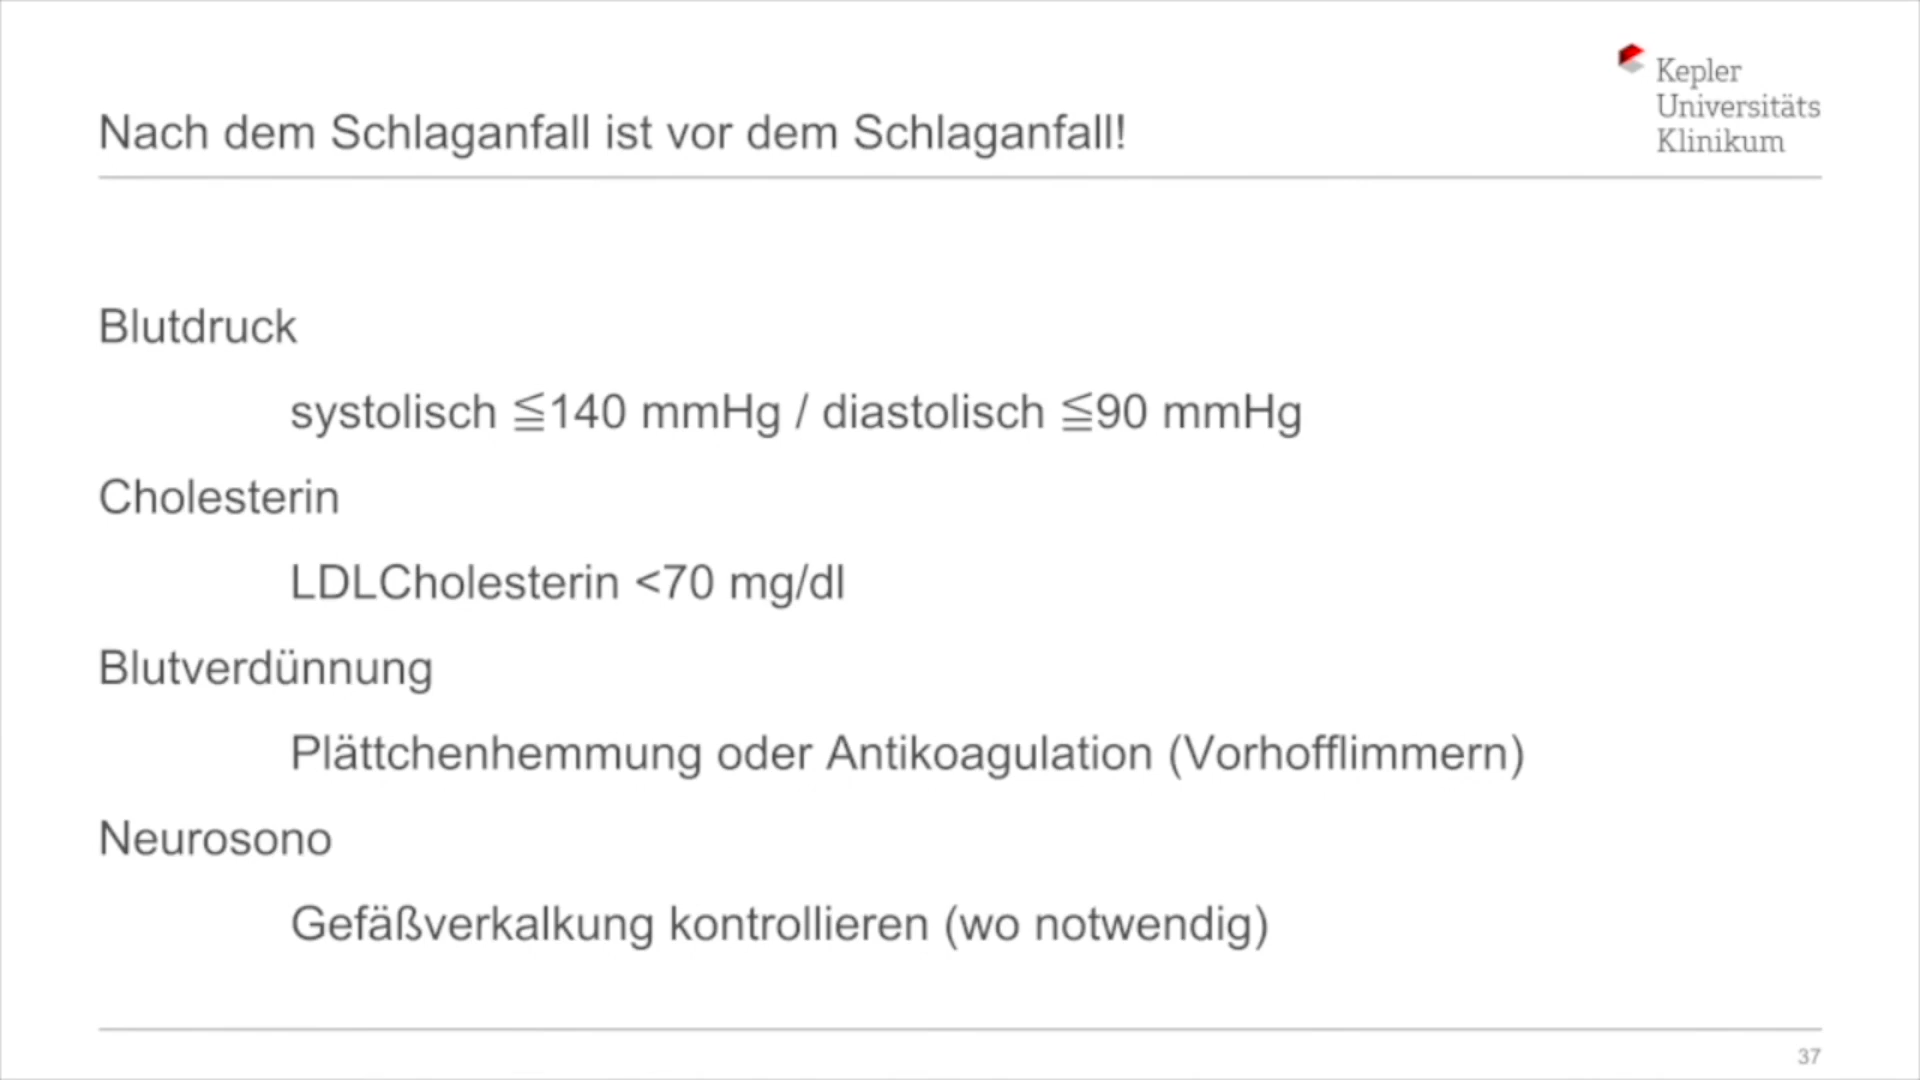 Kepler
Universitäts
Klinikum
Nach dem Schlaganfall ist vor dem Schlaganfall!
Blutdruck
systolisch ≦140 mmHg / diastolisch ≦90 mmHg
Cholesterin
LDLCholesterin <70 mg/dl
Blutverdünnung
Plättchenhemmung oder Antikoagulation (Vorhofflimmern)
Neurosono
Gefäßverkalkung kontrollieren (wo notwendig)
37